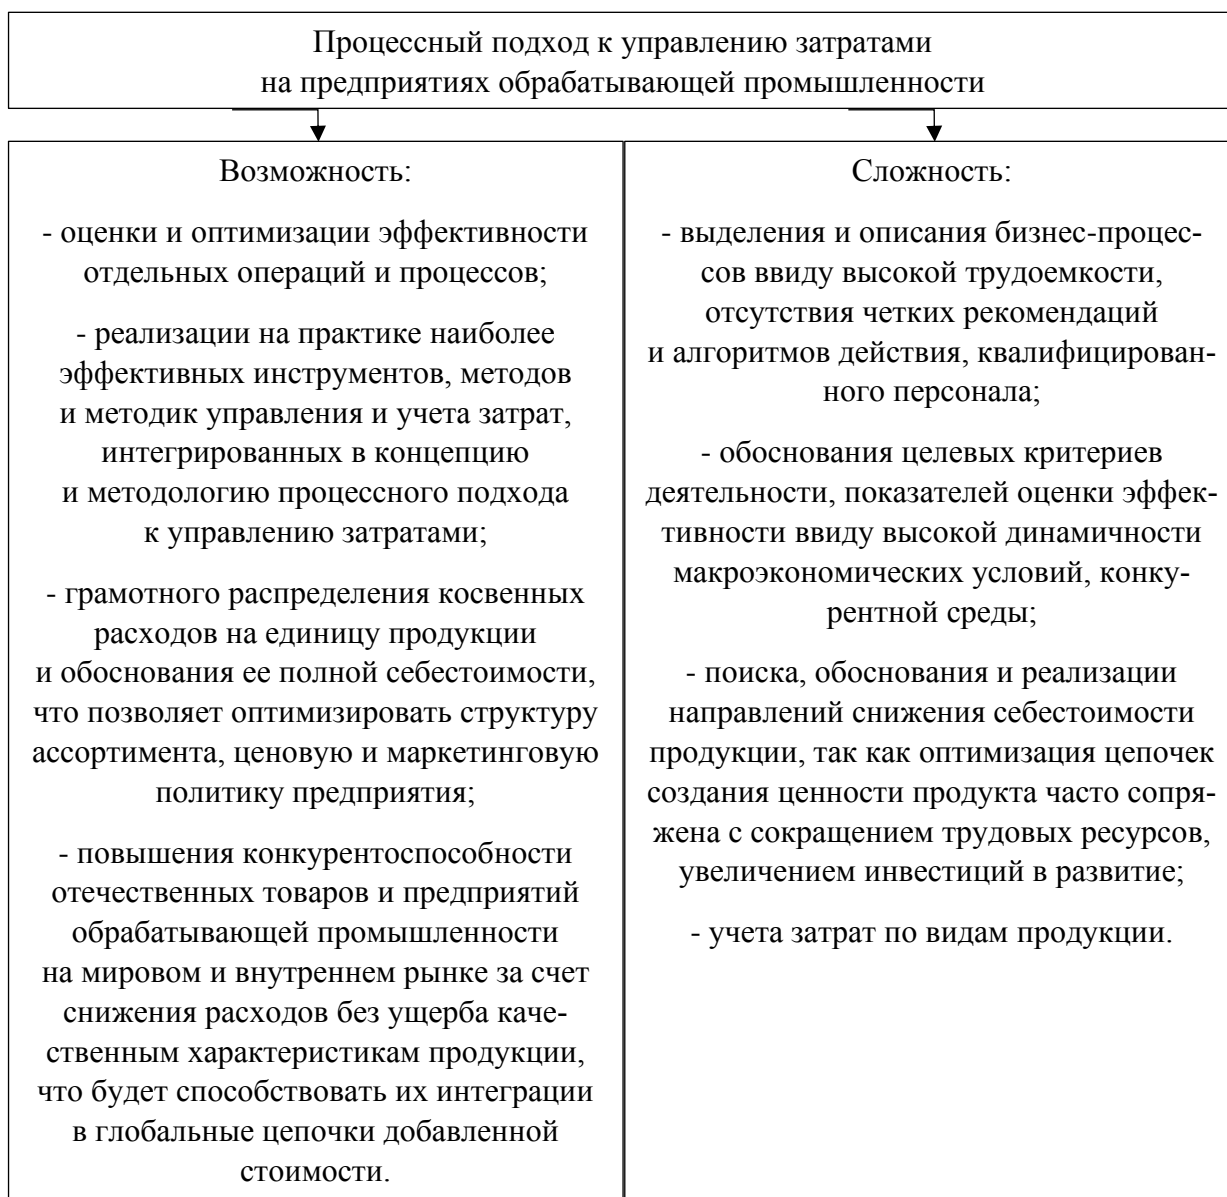 Процессный подход к управлению затратами
на предприятиях обрабатывающей промышленности
Возможность:
- оценки и оптимизации эффективности
отдельных операций и процессов;
- реализации на практике наиболее
эффективных инструментов, методов
и методик управления и учета затрат,
интегрированных в концепцию
и методологию процессного подхода
к управлению затратами;
- грамотного распределения косвенных
расходов на единицу продукции
и обоснования ее полной себестоимости,
что позволяет оптимизировать структуру
ассортимента, ценовую и маркетинговую
политику предприятия;
- повышения конкурентоспособности
отечественных товаров и предприятий
обрабатывающей промышленности
на мировом и внутреннем рынке за счет
снижения расходов без ущерба каче-
ственным характеристикам продукции,
что будет способствовать их интеграции
в глобальные цепочки добавленной
стоимости.
Сложность:
- выделения и описания бизнес-процес-
сов ввиду высокой трудоемкости,
отсутствия четких рекомендаций
и алгоритмов действия, квалифицирован-
ного персонала;
- обоснования целевых критериев
деятельности, показателей оценки эффек-
тивности ввиду высокой динамичности
макроэкономических условий, конку-
рентной среды;
- поиска, обоснования и реализации
направлений снижения себестоимости
продукции, так как оптимизация цепочек
создания ценности продукта часто сопря-
жена с сокращением трудовых ресурсов,
увеличением инвестиций в развитие;
- учета затрат по видам продукции.